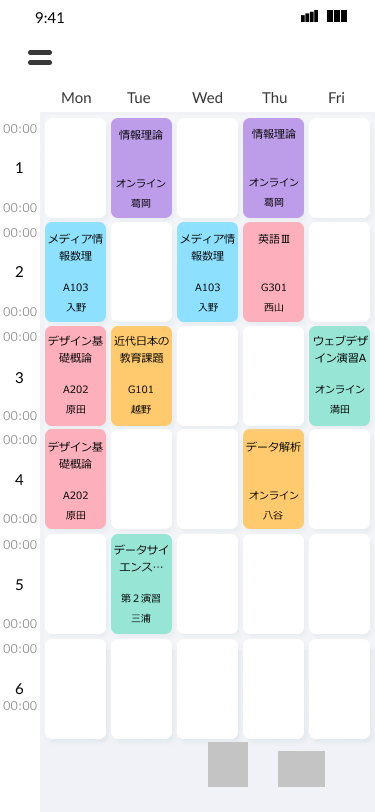 9:41
Mon Tue Wed Thu Fri
00:00
1
00:00
情報理論
オンライン
葛岡
情報理論
オンライン
葛岡
00:00
2
00:00
メディア情
報数理
A103
入野
メディア情
報数理
A103
入野
英語Ⅲ
G301
西山
00:00
3
00:00
デザイン基
礎概論
A202
原田
近代日本の
教育課題
G101
越野
ウェブデザ
イン演習A
オンライン
満田
00:00
4
00:00
デザイン基
礎概論
A202
原田
データ解析
オンライン
八谷
00:00
5
00:00
データサイ
エンス…
第２演習
三浦
00:00
6
00:00